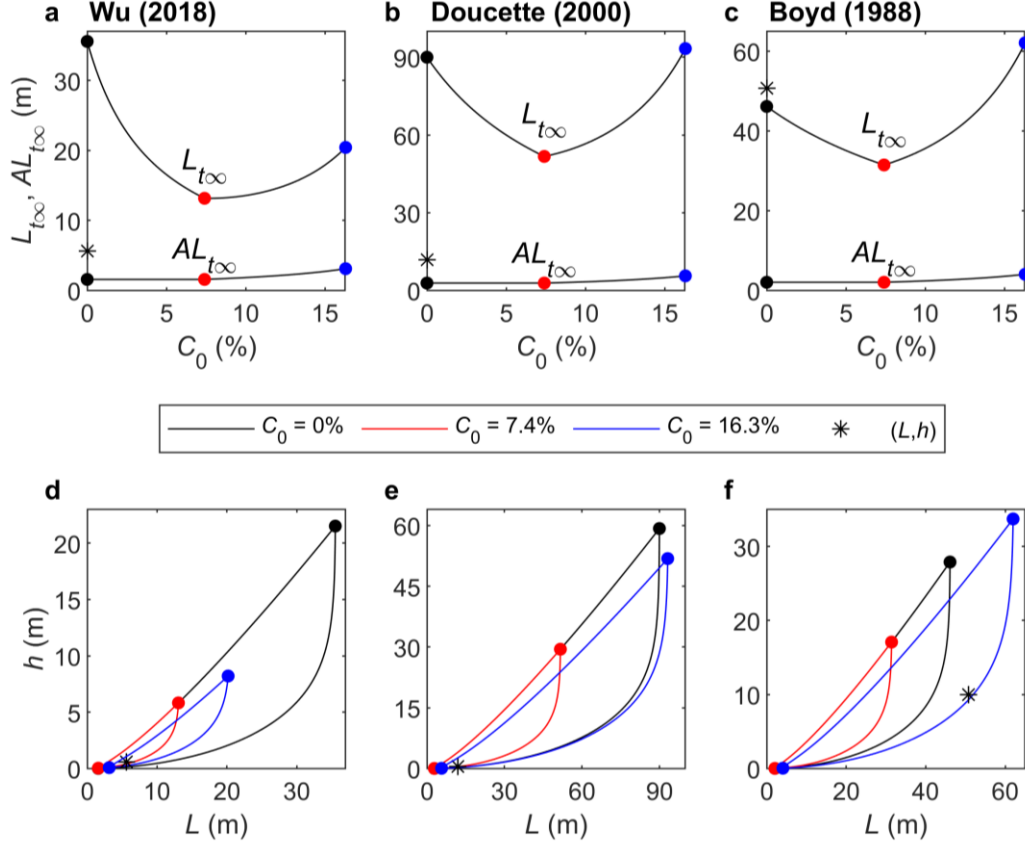 a Wu (2018)
b Doucette (2000)
c Boyd (1988)
L_t∞, AL_t∞ (m)
30
20
10
0
L_t∞
AL_t∞
0 5 10 15
C_0 (%)
90
60
30
0
L_t∞
AL_t∞
0 5 10 15
C_0 (%)
60
40
20
0
L_t∞
AL_t∞
0 5 10 15
C_0 (%)
C_0 = 0% C_0 = 7.4% C_0 = 16.3% (L,h)
d
h (m)
20
15
10
5
0
0 10 20 30
L (m)
e
60
45
30
15
0
0 30 60 90
L (m)
f
30
20
10
0
0 20 40 60
L (m)